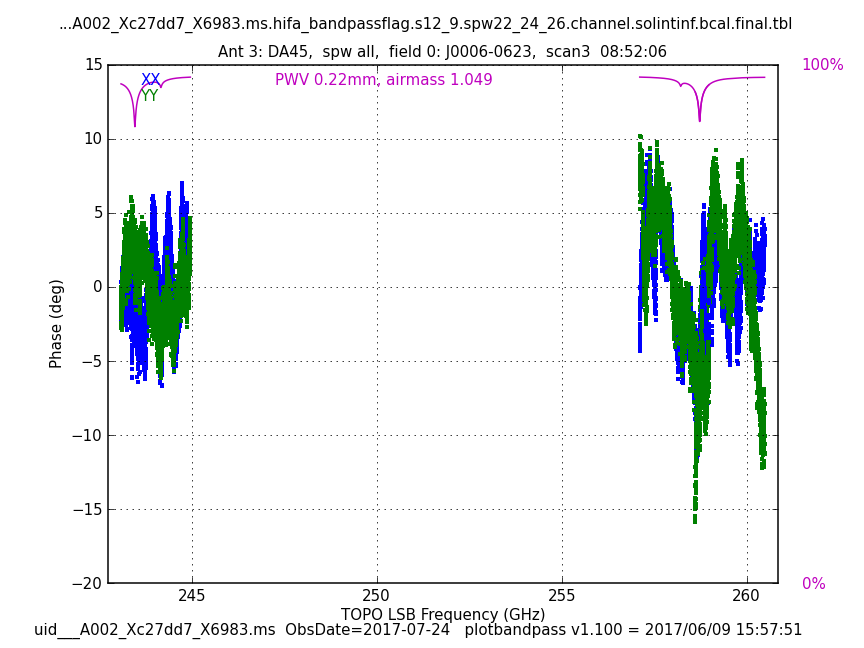 ...A002_Xc27dd7_X6983.ms.hifa_bandpassflag.s12_9.spw22_24_26.channel.solintinf.bcal.final.tbl
Ant 3: DA45,  spw all,  field 0: J0006-0623,  scan3  08:52:06
15
100%
XX
PWV 0.22mm, airmass 1.049
YY
10
5
0
Phase (deg)
−5
−10
−15
−20
0%
245
250
255
260
TOPO LSB Frequency (GHz)
uid___A002_Xc27dd7_X6983.ms  ObsDate=2017-07-24   plotbandpass v1.100 = 2017/06/09 15:57:51